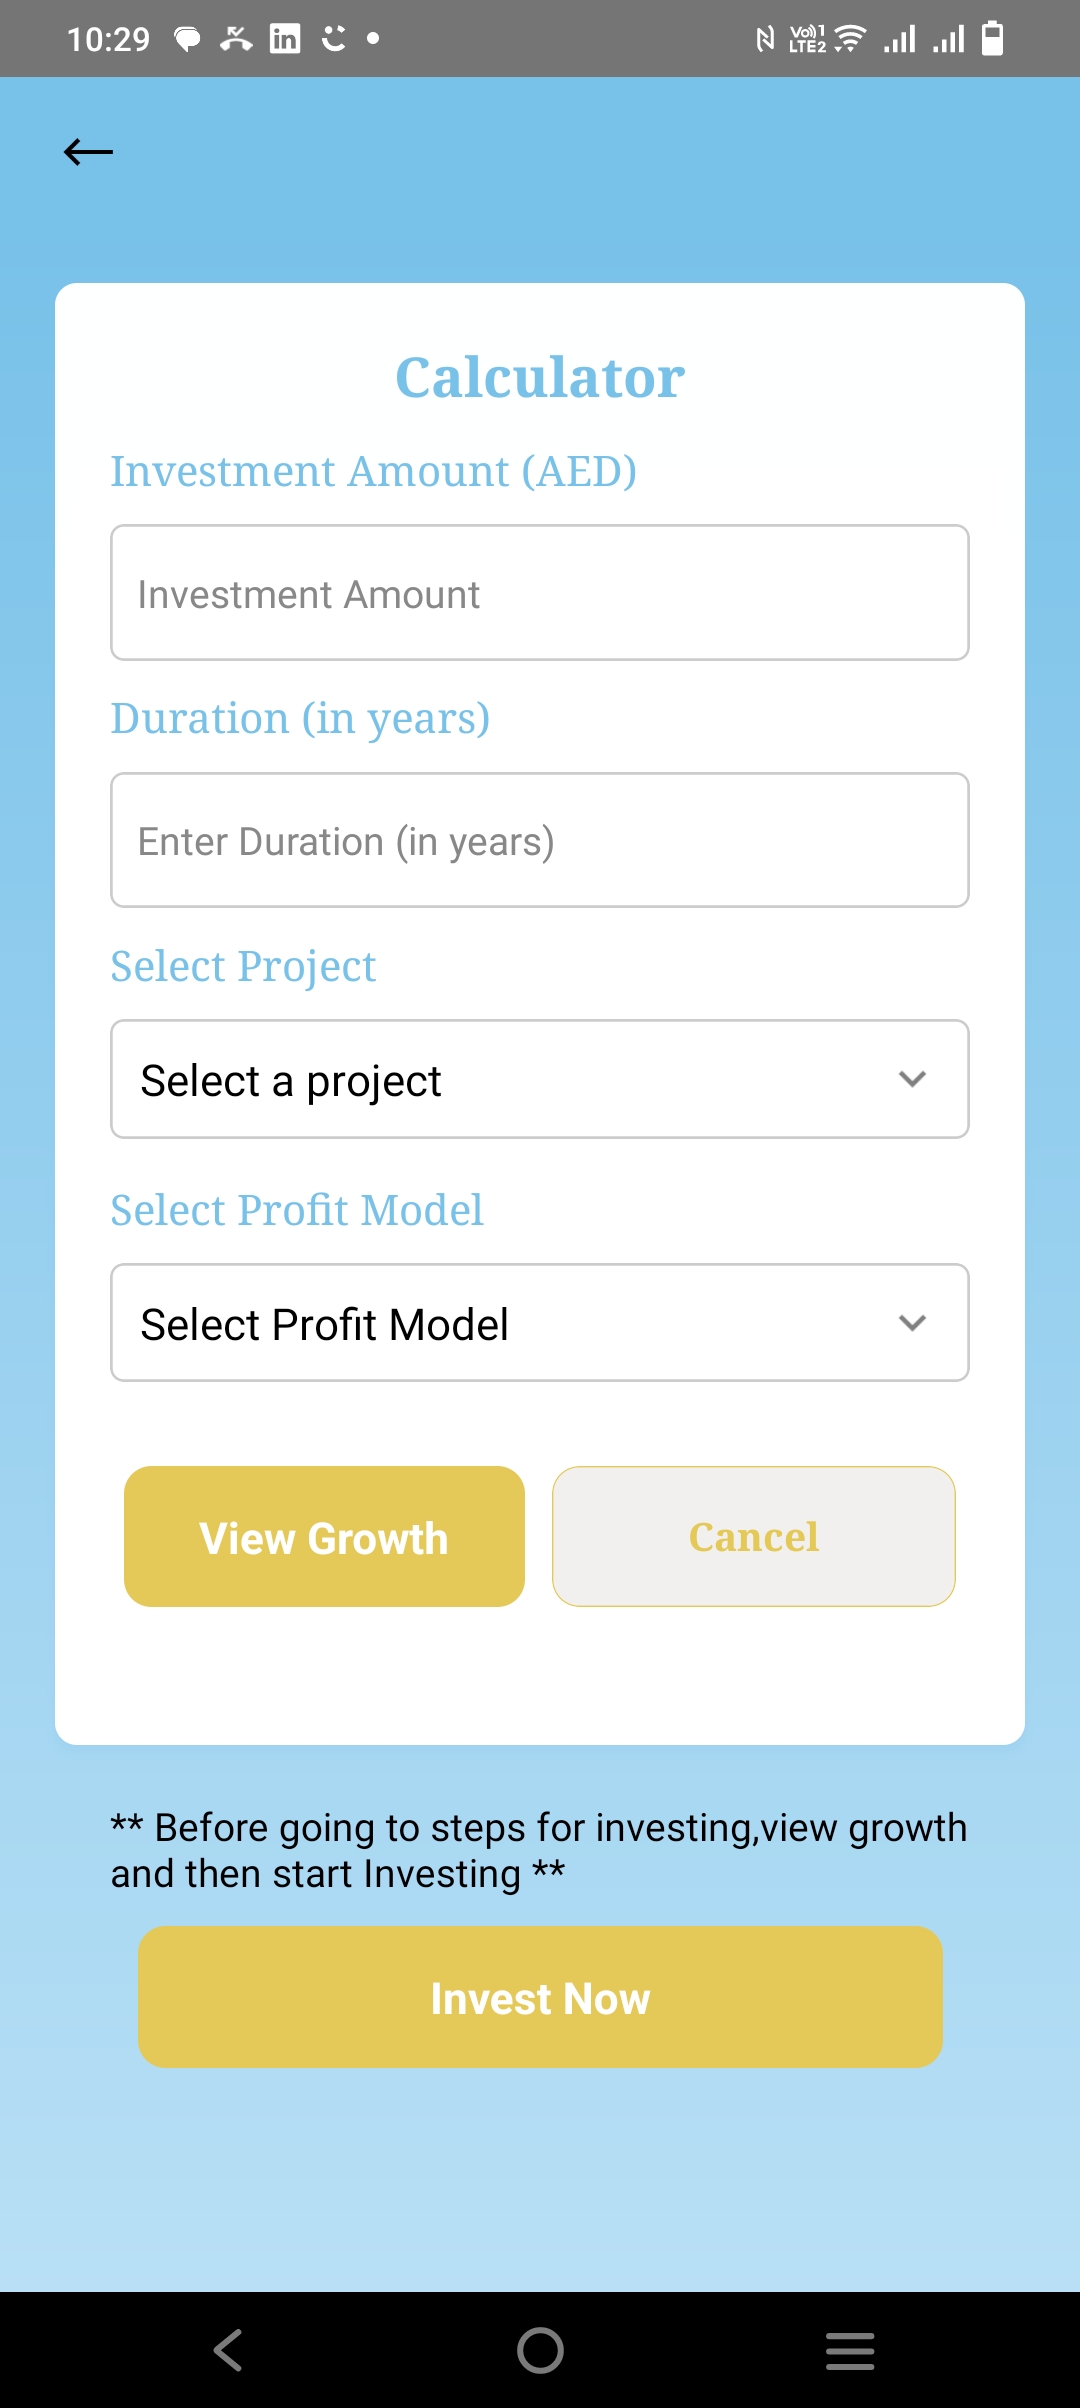 10:29
Vo)) 1
LTE2
Calculator
Investment Amount (AED)
Investment Amount
Duration (in years)
Enter Duration (in years)
Select Project
Select a project
Select Profit Model
Select Profit Model
View Growth
Cancel
** Before going to steps for investing,view growth
and then start Investing **
Invest Now